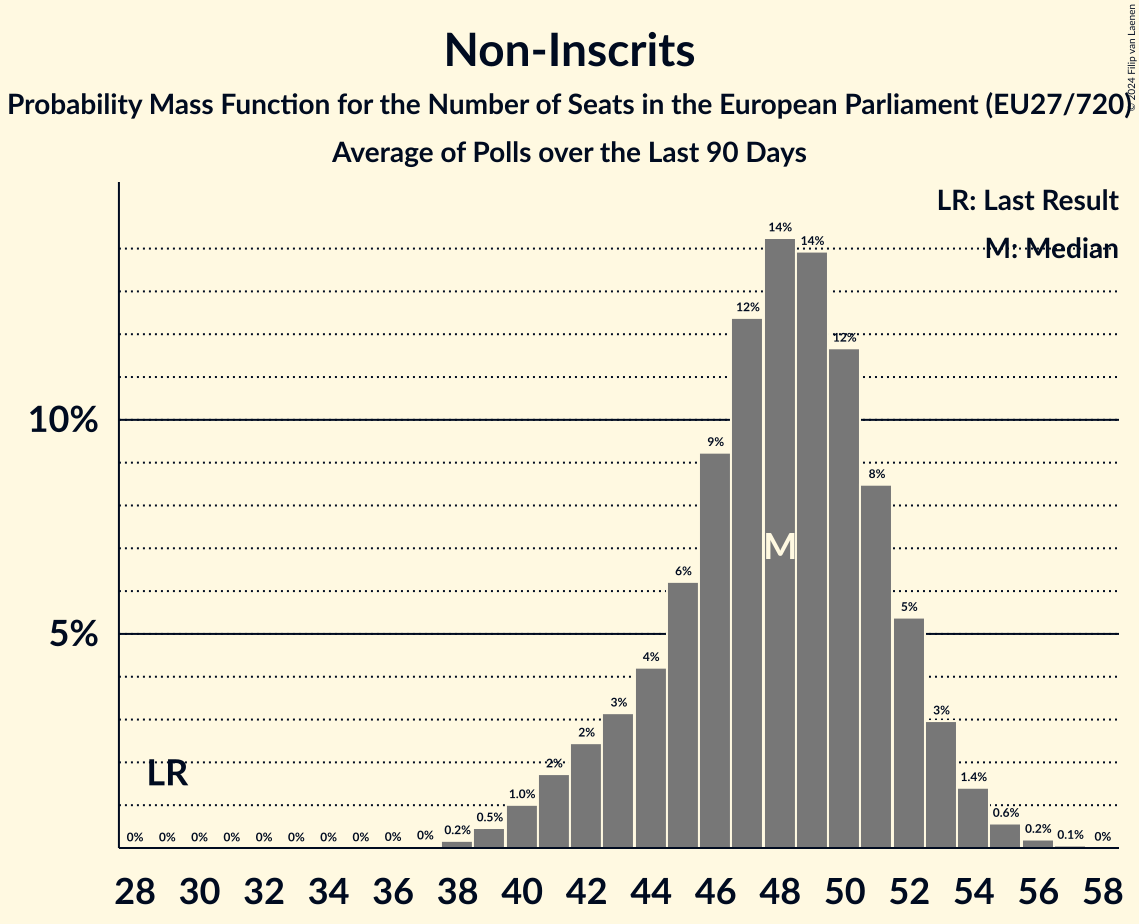 Non-Inscrits
Probability Mass Function for the Number of Seats in the European Parliament (EU27/720)
Average of Polls over the Last 90 Days
© 2024 Filip van Laenen
LR: Last Result
M: Median
10%
5%
LR
M
0% 0% 0% 0% 0% 0% 0% 0% 0% 0% 0.2% 0.5% 1.0% 2% 2% 3% 4% 6% 9% 12% 14% 14% 12% 8% 5% 3% 1.4% 0.6% 0.2% 0.1% 0%
28 30 32 34 36 38 40 42 44 46 48 50 52 54 56 58